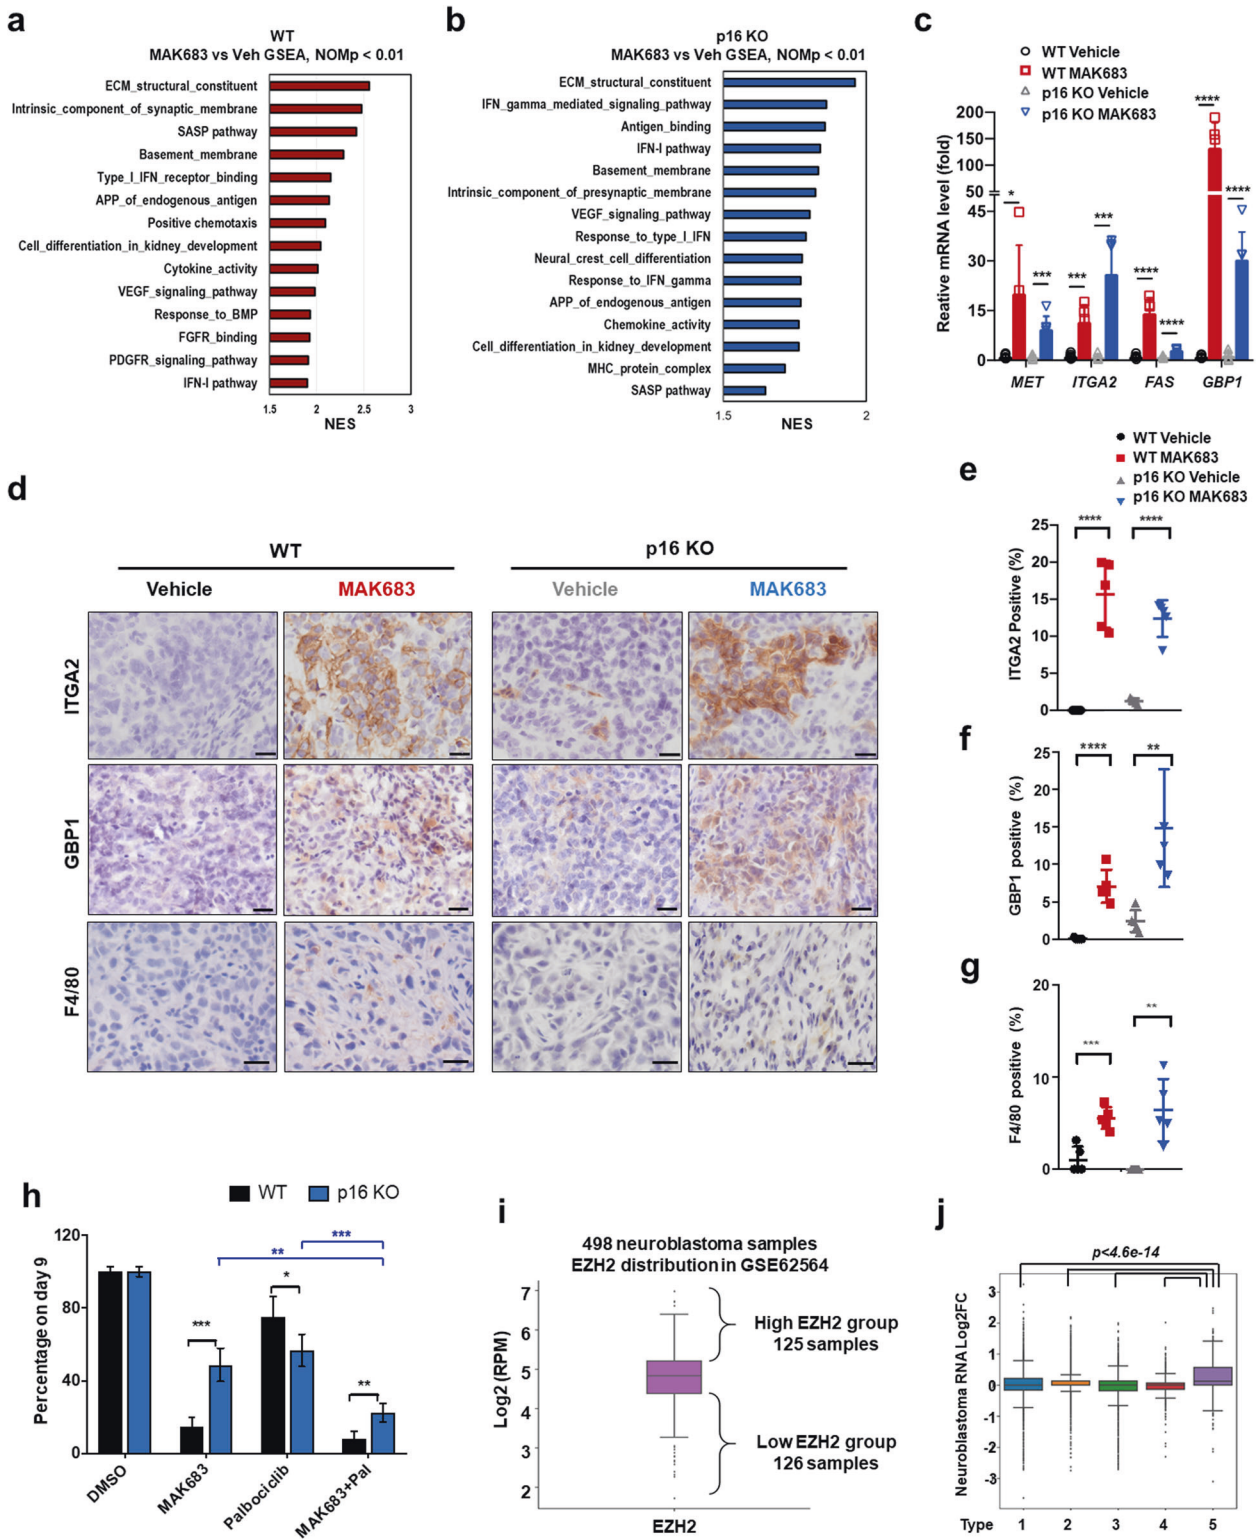 a
WT
MAK683 vs Veh GSEA, NOMp < 0.01
ECM_structural_constituent
Intrinsic_component_of_synaptic_membrane
SASP pathway
Basement_membrane
Type_I_IFN_receptor_binding
APP_of_endogenous_antigen
Positive chemotaxis
Cell_differentiation_in_kidney_development
Cytokine_activity
VEGF_signaling_pathway
Response_to_BMP
FGFR_binding
PDGFR_signaling_pathway
IFN-I pathway
1.5 2 2.5 3
NES
b
p16 KO
MAK683 vs Veh GSEA, NOMp < 0.01
ECM_structural_constituent
IFN_gamma_mediated_signaling_pathway
Antigen_binding
IFN-I pathway
Basement_membrane
Intrinsic_component_of_presynaptic_membrane
VEGF_signaling_pathway
Response_to_type_I_IFN
Neural_crest_cell_differentiation
Response_to_IFN_gamma
APP_of_endogenous_antigen
Chemokine_activity
Cell_differentiation_in_kidney_development
MHC_protein_complex
SASP pathway
1.5 2
NES
c
WT Vehicle
WT MAK683
p16 KO Vehicle
p16 KO MAK683
Relative mRNA level (fold)
200
150
100
50
45
30
15
0
* *** *** *** **** **** **** ****
MET ITGA2 FAS GBP1
d
WT p16 KO
Vehicle MAK683 Vehicle MAK683
ITGA2
GBP1
F4/80
WT Vehicle
WT MAK683
p16 KO Vehicle
p16 KO MAK683
e
ITGA2 Positive (%)
25
20
15
10
5
0
**** ****
f
GBP1 positive (%)
25
20
15
10
5
0
**** **
g
F4/80 positive (%)
20
10
0
*** **
h
WT p16 KO
Percentage on day 9
120
80
40
0
*** * ** ** ***
DMSO MAK683 Palbociclib MAK683+Pal
i
498 neuroblastoma samples
EZH2 distribution in GSE62564
Log2 (RPM)
7
6
5
4
3
2
High EZH2 group
125 samples
Low EZH2 group
126 samples
EZH2
j
p<4.6e-14
Neuroblastoma RNA Log2FC
3
2
1
0
-1
-2
-3
Type 1 2 3 4 5